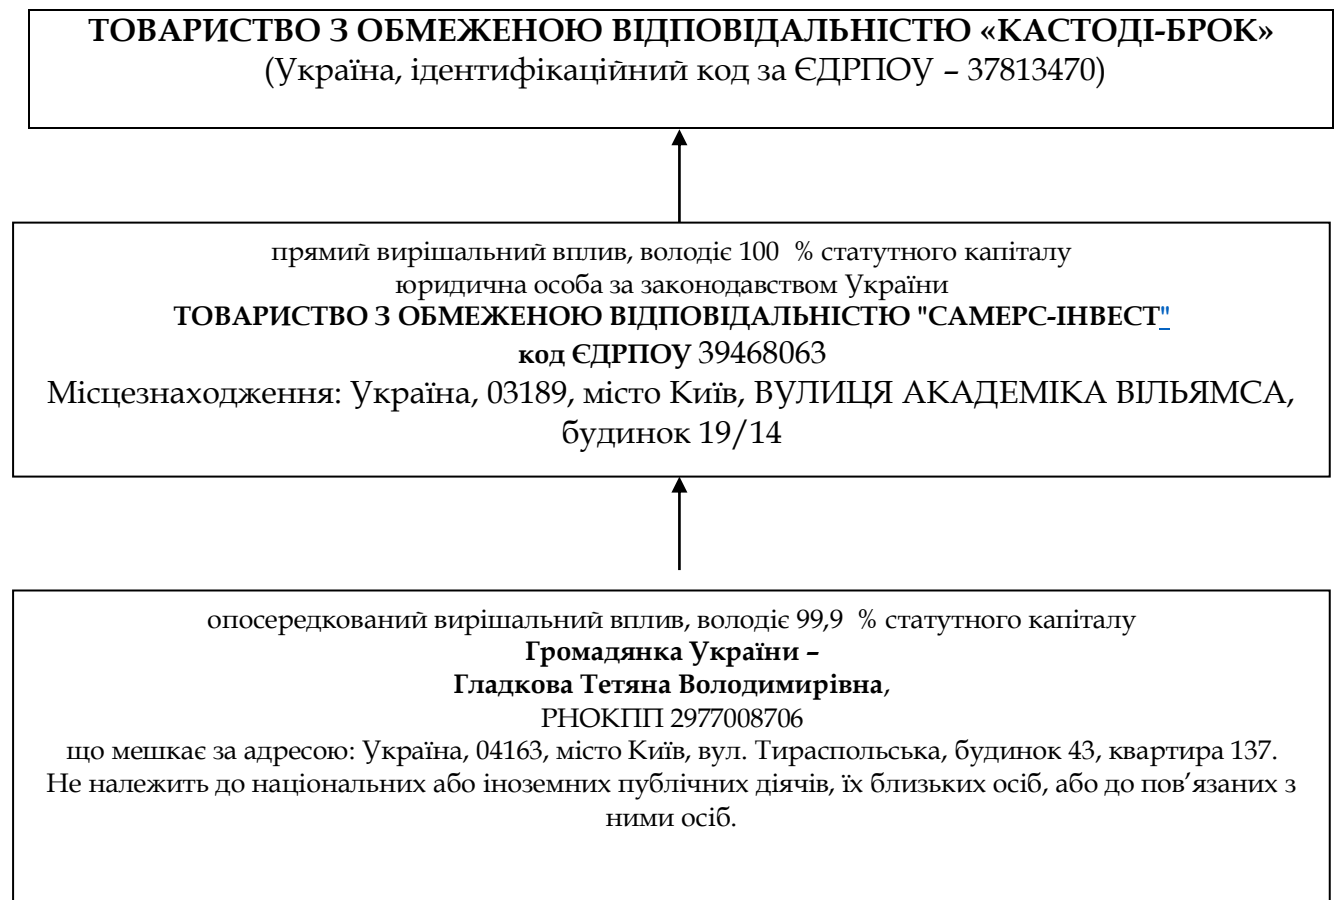 ТОВАРИСТВО З ОБМЕЖЕНОЮ ВІДПОВІДАЛЬНІСТЮ «КАСТОДІ-БРОК»
(Україна, ідентифікаційний код за ЄДРПОУ – 37813470)
прямий вирішальний вплив, володіє 100 % статутного капіталу
юридична особа за законодавством України
ТОВАРИСТВО З ОБМЕЖЕНОЮ ВІДПОВІДАЛЬНІСТЮ "САМЕРС-ІНВЕСТ"
код ЄДРПОУ 39468063
Місцезнаходження: Україна, 03189, місто Київ, ВУЛИЦЯ АКАДЕМІКА ВІЛЬЯМСА,
будинок 19/14
опосередкований вирішальний вплив, володіє 99,9 % статутного капіталу
Громадянка України –
Гладкова Тетяна Володимирівна,
РНОКПП 2977008706
що мешкає за адресою: Україна, 04163, місто Київ, вул. Тираспольська, будинок 43, квартира 137.
Не належить до національних або іноземних публічних діячів, їх близьких осіб, або до пов’язаних з
ними осіб.